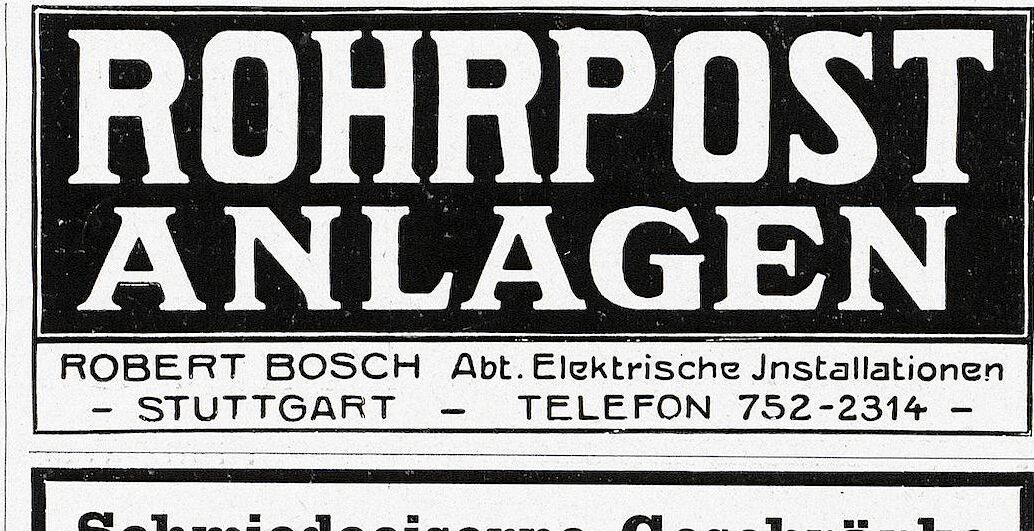 ROHRPOST
ANLAGEN
ROBERT BOSCH Abt. Elektrische Jnstallationen
- STUTTGART - TELEFON 752-2314 -